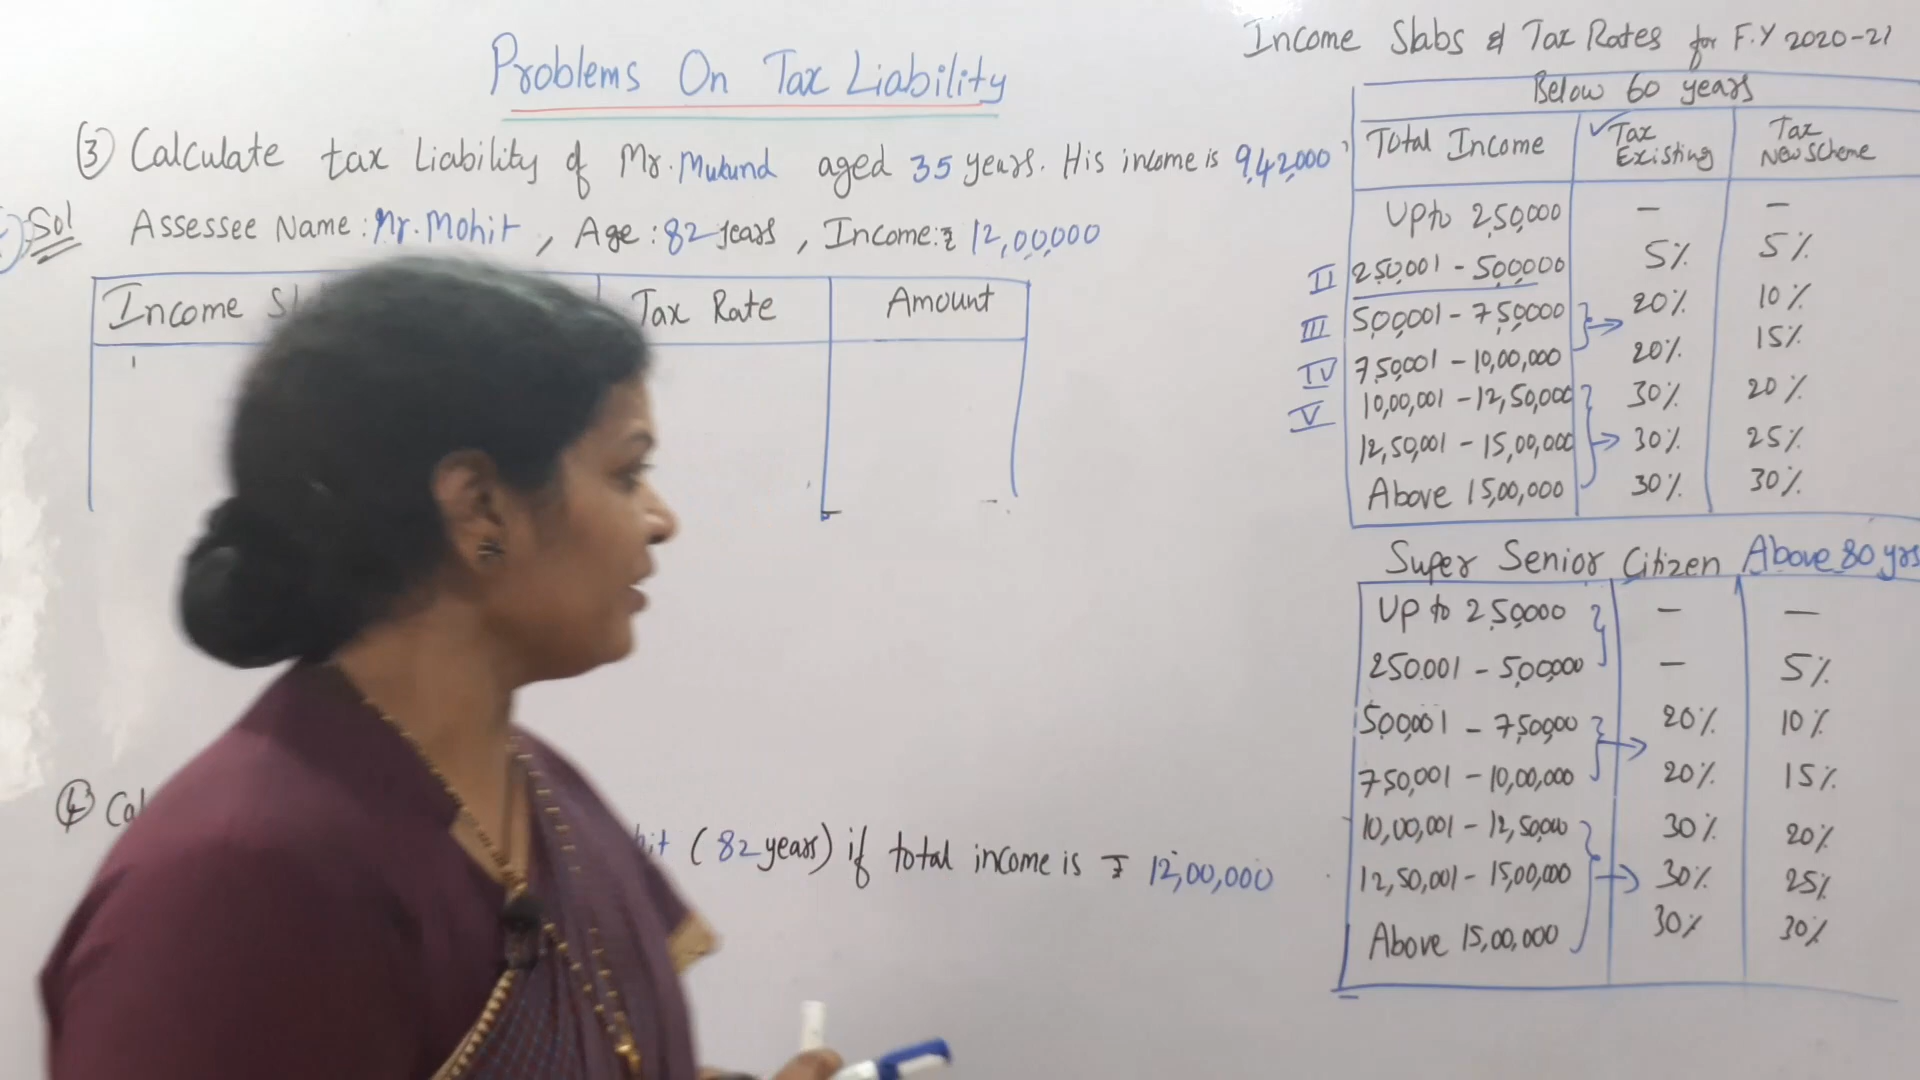 Problems On Tax Liability
③ Calculate tax Liability of Mr. Mukund aged 35 years. His income is 9,42,000
Sol Assessee Name: Mr. Mohit, Age: 82 years, Income: ₹ 12,00,000
Income Tax Rate Amount
④ (82 years) if total income is ₹ 12,00,000
Income Slabs & Tax Rates for F.Y 2020-21
Below 60 years
Total Income ✓ Tax Existing Tax New Scheme
Upto 2,50,000 — —
II 2,50,001 - 5,00,000 5% 5%
III 5,00,001 - 7,50,000 20% 10%
IV 7,50,001 - 10,00,000 20% 15%
V 10,00,001 - 12,50,000 30% 20%
12,50,001 - 15,00,000 30% 25%
Above 15,00,000 30% 30%
Super Senior Citizen Above 80 yrs
Up to 2,50,000 — —
250001 - 5,00,000 — 5%
5,00,001 - 7,50,000 20% 10%
7,50,001 - 10,00,000 20% 15%
10,00,001 - 12,50,000 30% 20%
12,50,001 - 15,00,000 30% 25%
Above 15,00,000 30% 30%